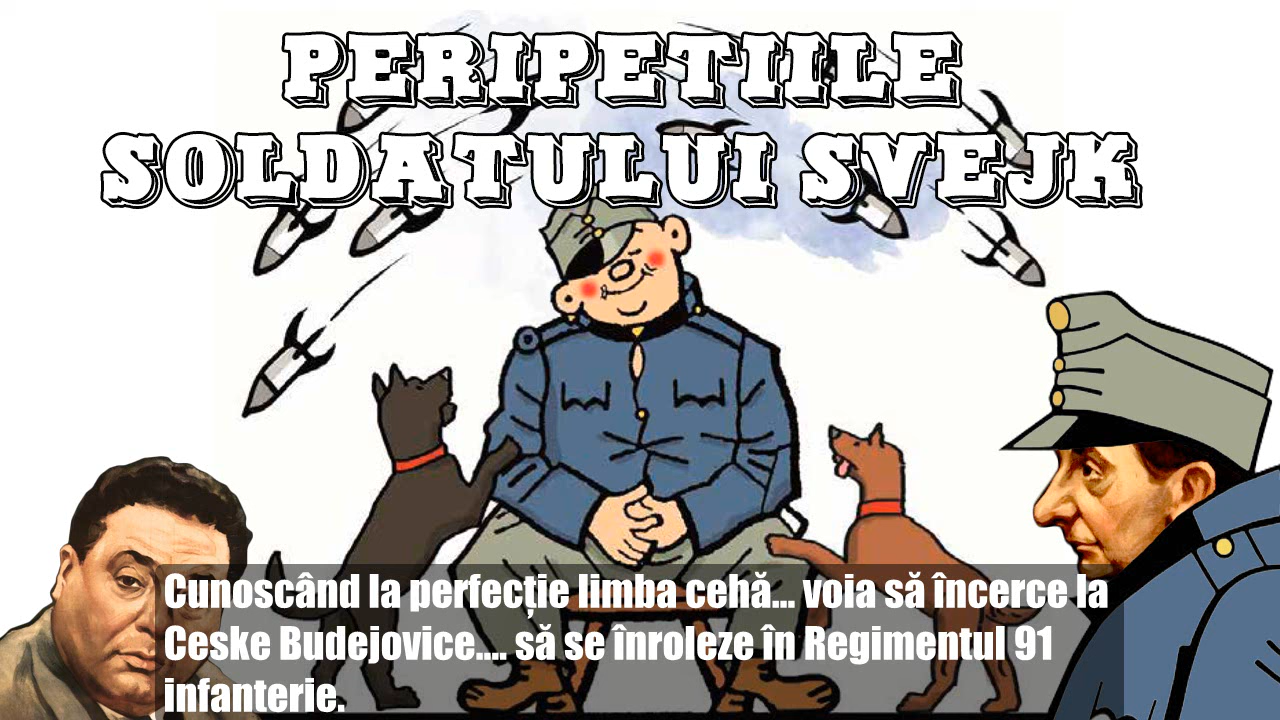 PERIPETIILE
SOLDATULUI SVEJK
Cunoscând la perfecție limba cehă... voia să încerce la
Ceske Budejovice.... să se înroleze în Regimentul 91
infanterie.